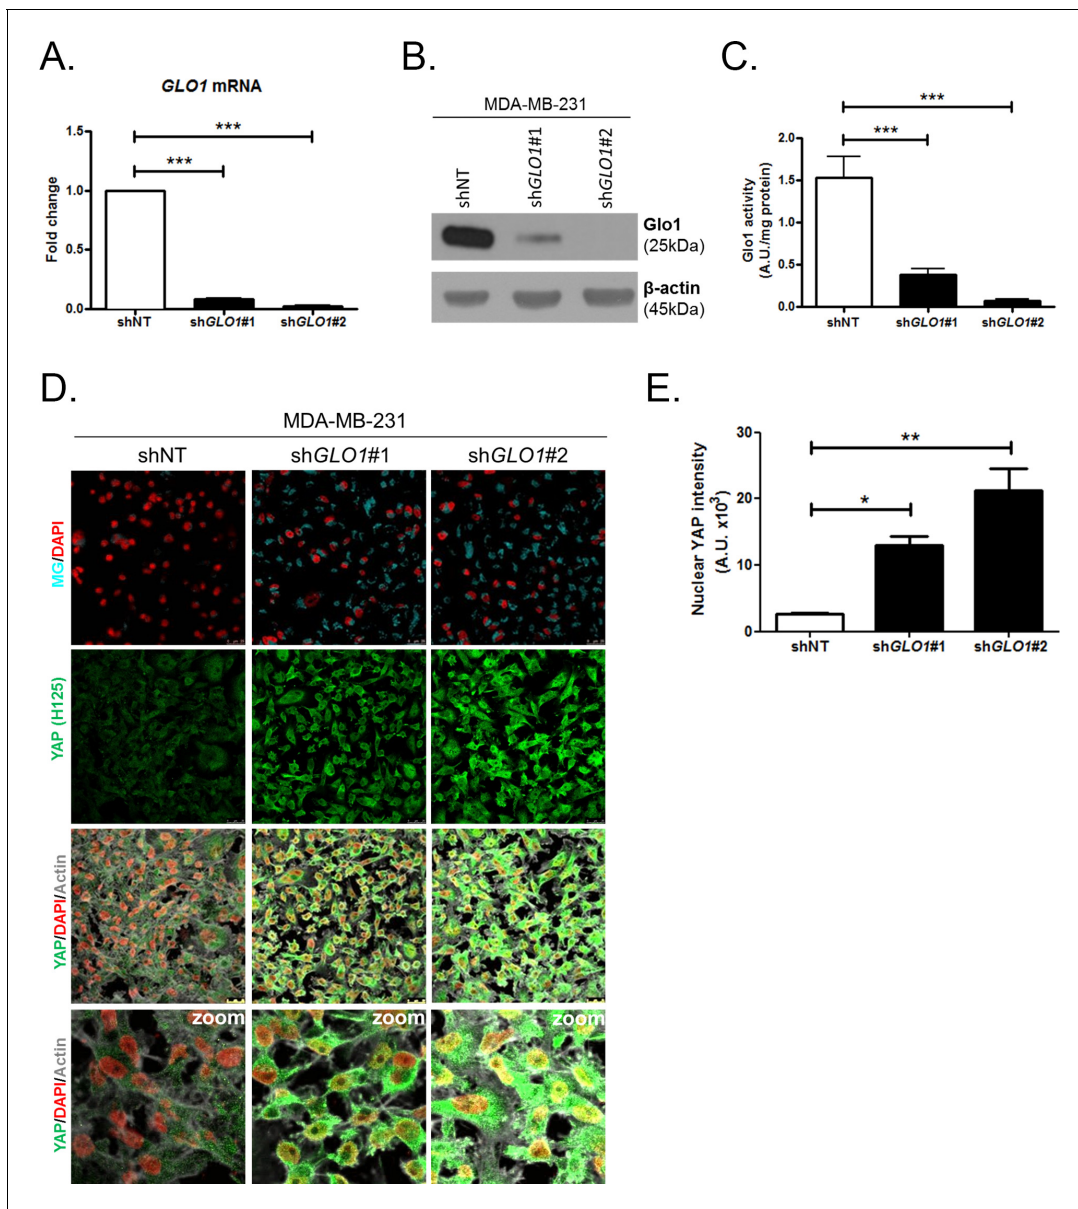 A.
GLO1 mRNA
Fold change
1.5
1.0
0.5
0.0
***
***
shNT
shGLO1#1
shGLO1#2
B.
MDA-MB-231
shNT
shGLO1#1
shGLO1#2
Glo1
(25kDa)
β-actin
(45kDa)
C.
Glo1 activity
(A.U./mg protein)
2.0
1.5
1.0
0.5
0.0
***
***
shNT
shGLO1#1
shGLO1#2
D.
MDA-MB-231
shNT
shGLO1#1
shGLO1#2
MG/DAPI
YAP (H125)
YAP/DAPI/Actin
YAP/DAPI/Actin
zoom
zoom
zoom
E.
Nuclear YAP intensity
(A.U. x10³)
30
20
10
0
**
*
shNT
shGLO1#1
shGLO1#2